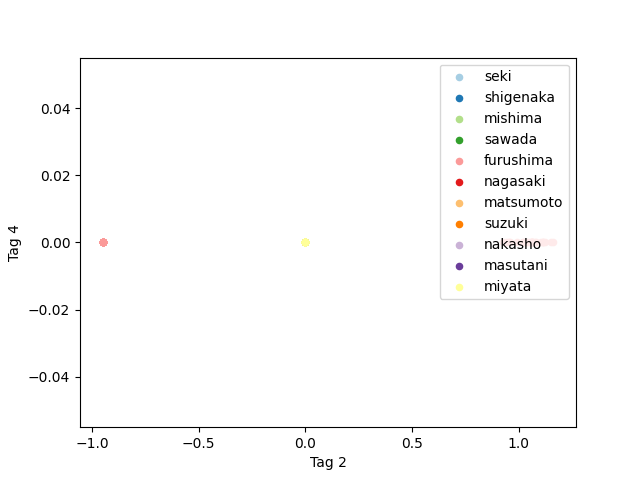 0.04
0.02
0.00
−0.02
−0.04
Tag 4
−1.0
−0.5
0.0
0.5
1.0
Tag 2
seki
shigenaka
mishima
sawada
furushima
nagasaki
matsumoto
suzuki
nakasho
masutani
miyata